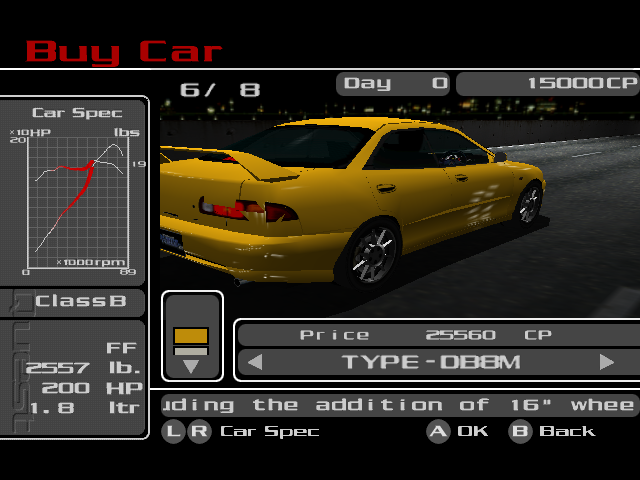 Buy Car
6/ 8
Day 0
15000CP
Car Spec
×10HP
lbs
20
19
×1000rpm
0
89
ClassB
FF
2557 lb.
200 HP
1.8 ltr
Price 25560 CP
TYPE-DB8M
uding the addition of 16" whee
L R Car Spec
A OK
B Back